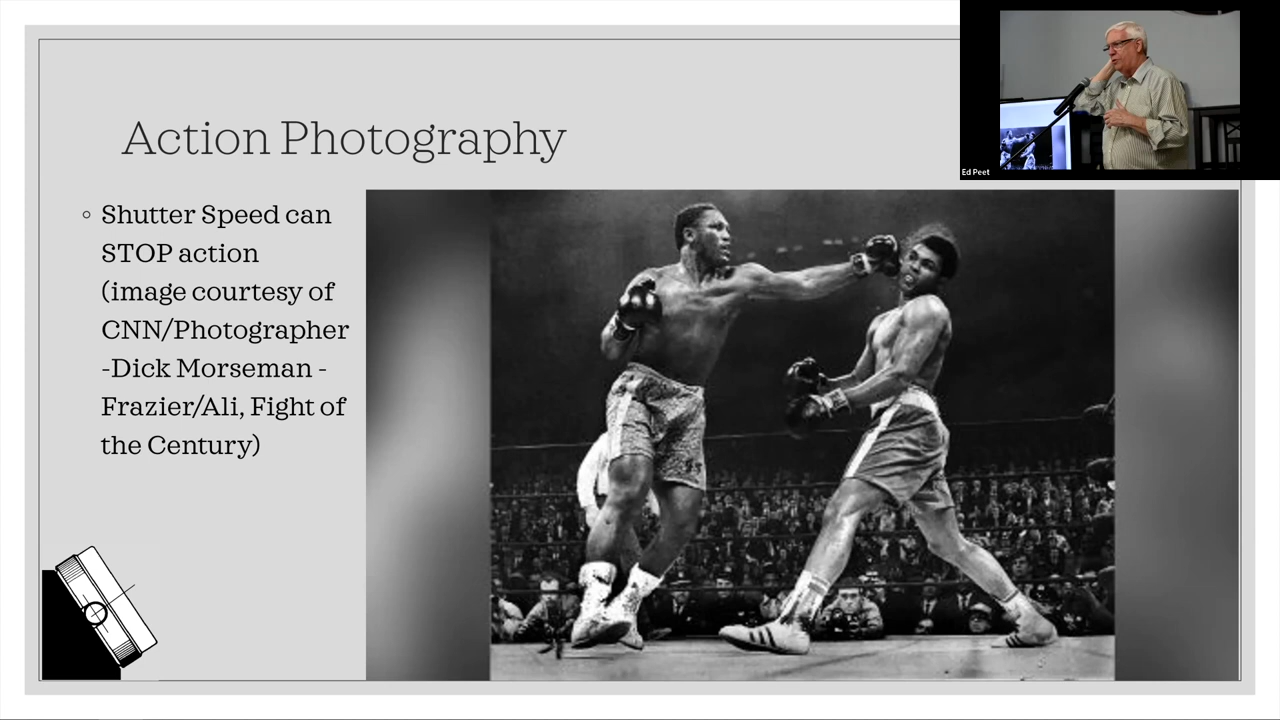 Action Photography
Ed Peet
◦ Shutter Speed can
STOP action
(image courtesy of
CNN/Photographer
-Dick Morseman -
Frazier/Ali, Fight of
the Century)